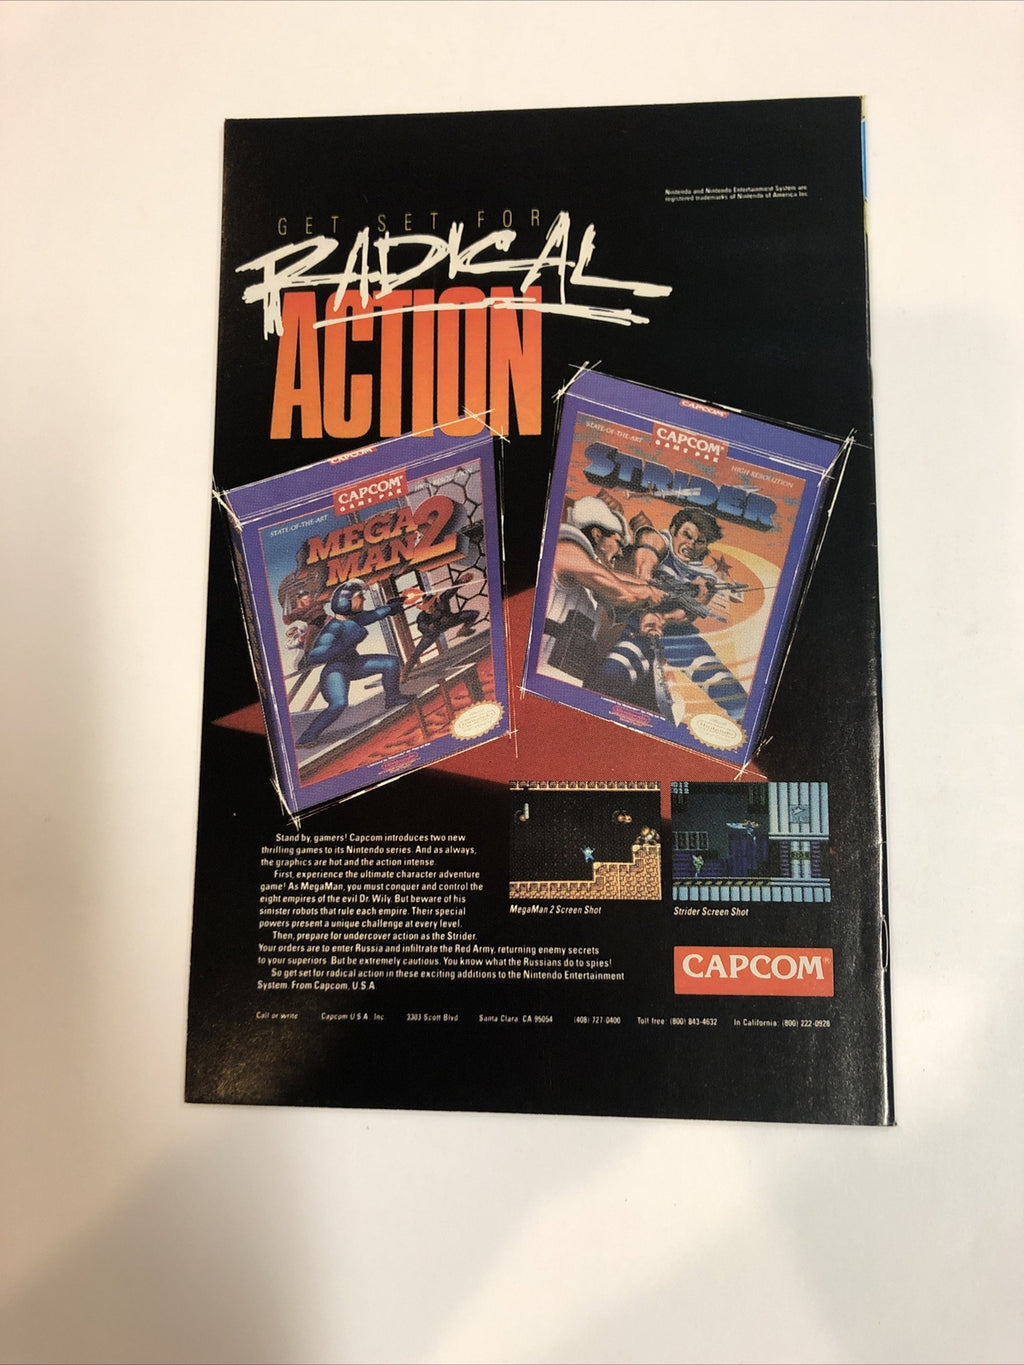 Nintendo and Nintendo Entertainment System are
registered trademarks of Nintendo of America Inc.
GET SET FOR
RADICAL
ACTION
CAPCOM
CAPCOM®
GAME PAK
STATE-OF-THE-ART
HIGH RESOLUTION
MEGA
MAN 2
CAPCOM
CAPCOM®
GAME PAK
STATE-OF-THE-ART
HIGH RESOLUTION
STRIDER
Stand by, gamers! Capcom introduces two new
thrilling games to its Nintendo series. And as always,
the graphics are hot and the action intense.
First, experience the ultimate character adventure
game! As MegaMan, you must conquer and control the
eight empires of the evil Dr. Wily. But beware of his
sinister robots that rule each empire. Their special
powers present a unique challenge at every level.
Then, prepare for undercover action as the Strider.
Your orders are to enter Russia and infiltrate the Red Army, returning enemy secrets
to your superiors. But be extremely cautious. You know what the Russians do to spies!
So get set for radical action in these exciting additions to the Nintendo Entertainment
System. From Capcom, U.S.A.
MegaMan 2 Screen Shot
Strider Screen Shot
CAPCOM®
Call or write Capcom U.S.A. Inc. 3303 Scott Blvd Santa Clara, CA 95054 (408) 727-0400 Toll free: (800) 843-4632 In California: (800) 222-0928